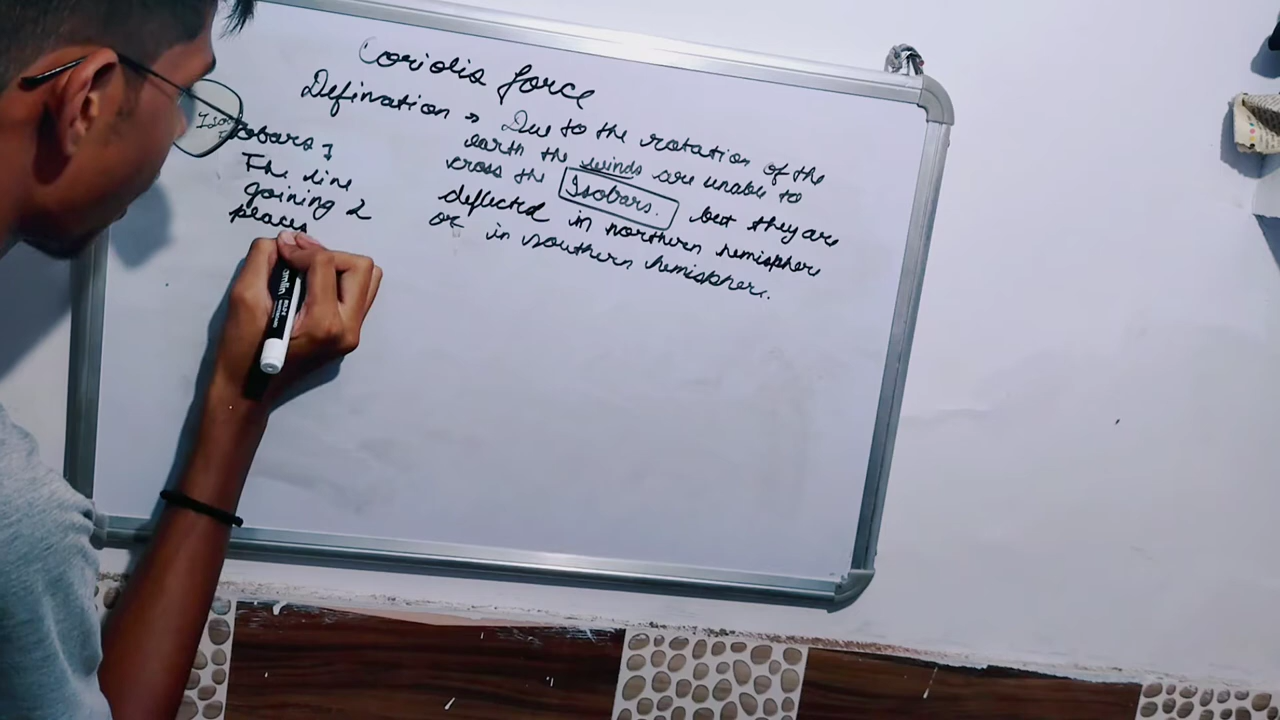 Coriolis force
Defination → Due to the rotation of the
earth the winds are unable to
cross the Isobars. but they are
deflected in northern hemisphere
or in southern hemisphere.
Isobars →
The line
joining 2
places